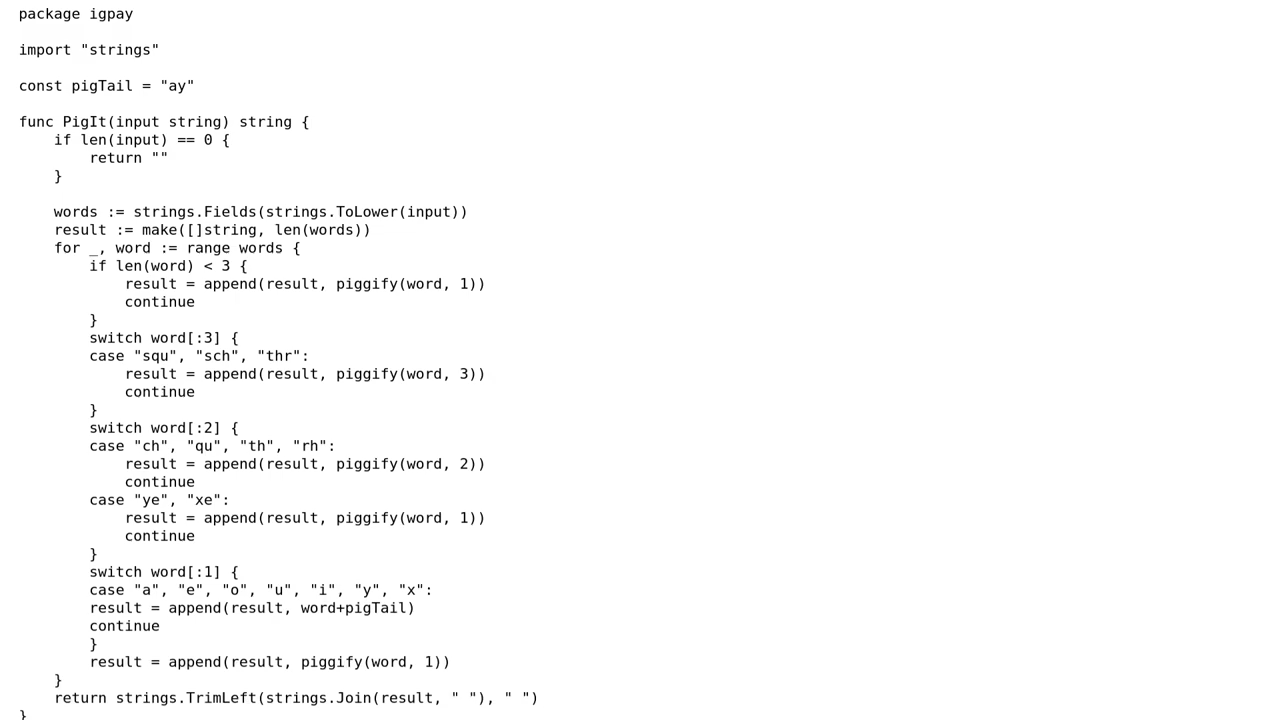 package igpay

import "strings"

const pigTail = "ay"

func PigIt(input string) string {
    if len(input) == 0 {
        return ""
    }

    words := strings.Fields(strings.ToLower(input))
    result := make([]string, len(words))
    for _, word := range words {
        if len(word) < 3 {
            result = append(result, piggify(word, 1))
            continue
        }
        switch word[:3] {
        case "squ", "sch", "thr":
            result = append(result, piggify(word, 3))
            continue
        }
        switch word[:2] {
        case "ch", "qu", "th", "rh":
            result = append(result, piggify(word, 2))
            continue
        case "ye", "xe":
            result = append(result, piggify(word, 1))
            continue
        }
        switch word[:1] {
        case "a", "e", "o", "u", "i", "y", "x":
        result = append(result, word+pigTail)
        continue
        }
        result = append(result, piggify(word, 1))
    }
    return strings.TrimLeft(strings.Join(result, " "), " ")
}